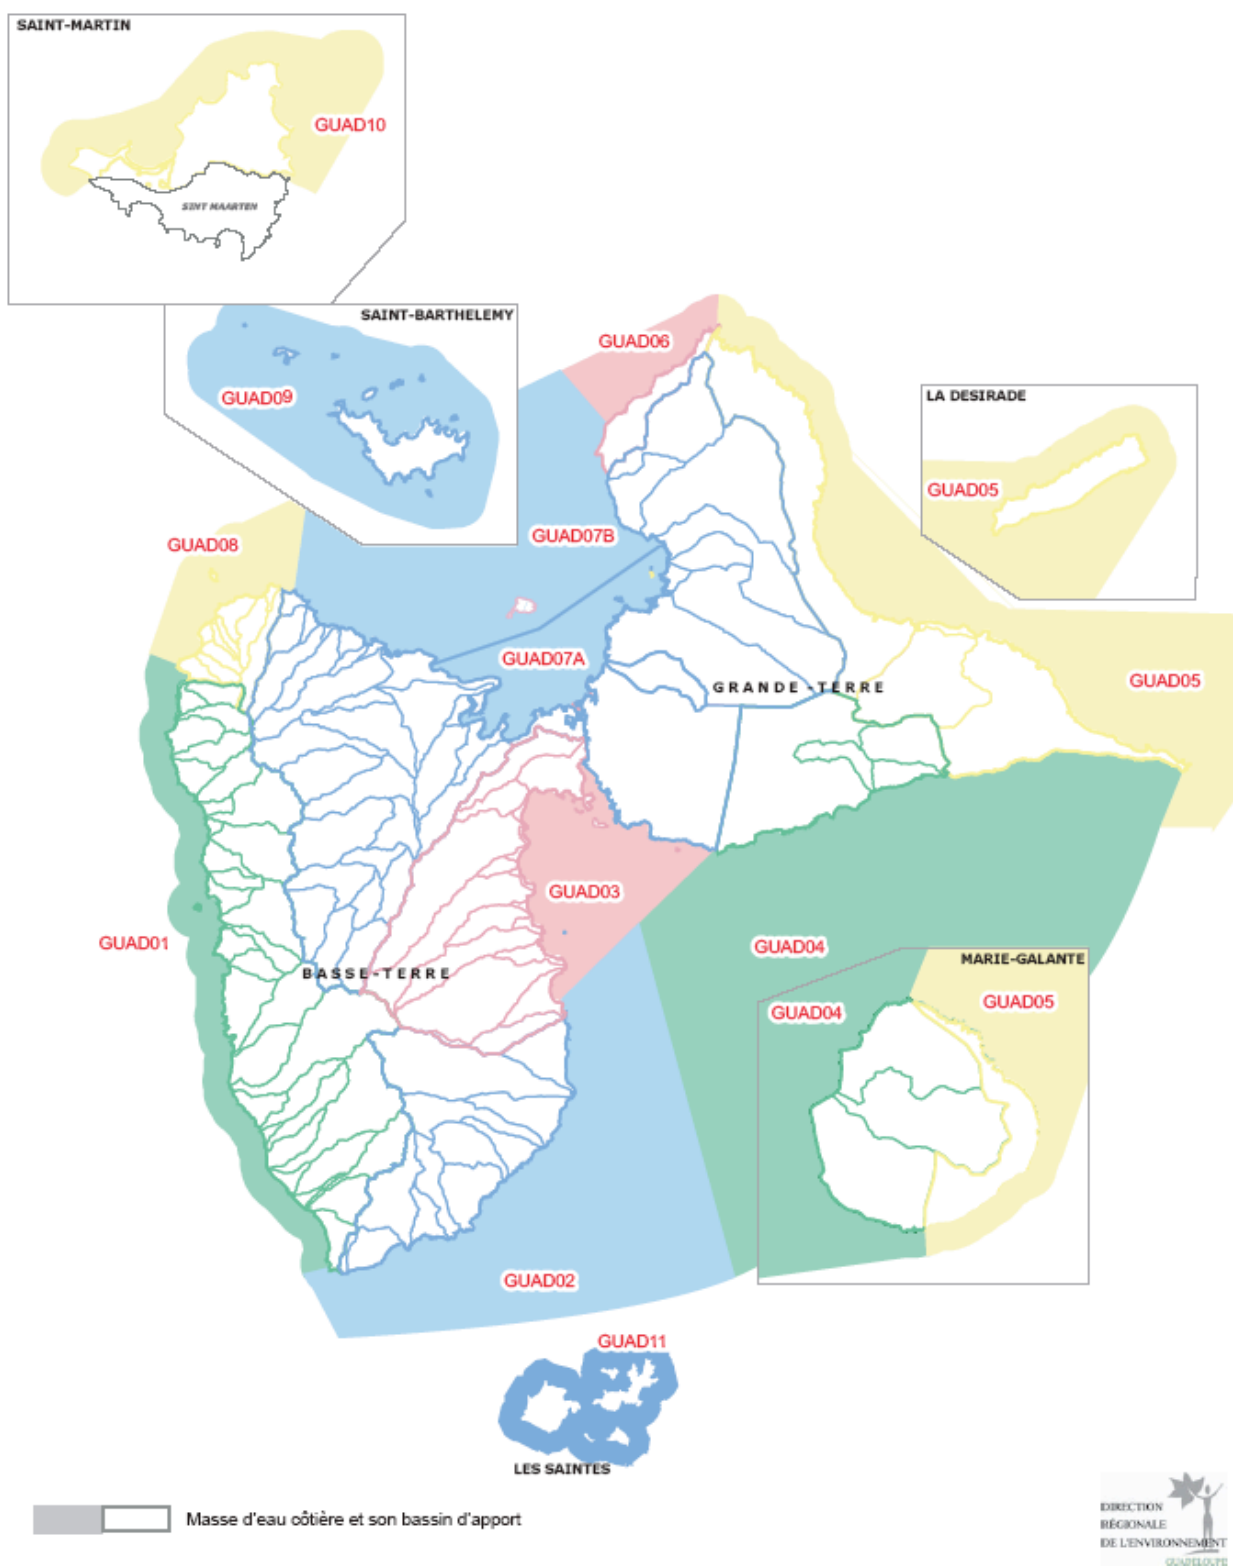 SAINT-MARTIN
GUAD10
SINT MAARTEN
SAINT-BARTHELEMY
GUAD06
GUAD09
LA DESIRADE
GUAD05
GUAD08
GUAD07B
GUAD07A
GRANDE-TERRE
GUAD05
GUAD03
GUAD01
GUAD04
BASSE-TERRE
MARIE-GALANTE
GUAD05
GUAD04
GUAD02
GUAD11
LES SAINTES
Masse d'eau côtière et son bassin d'apport
DIRECTION
RÉGIONALE
DE L'ENVIRONNEMENT
GUADELOUPE